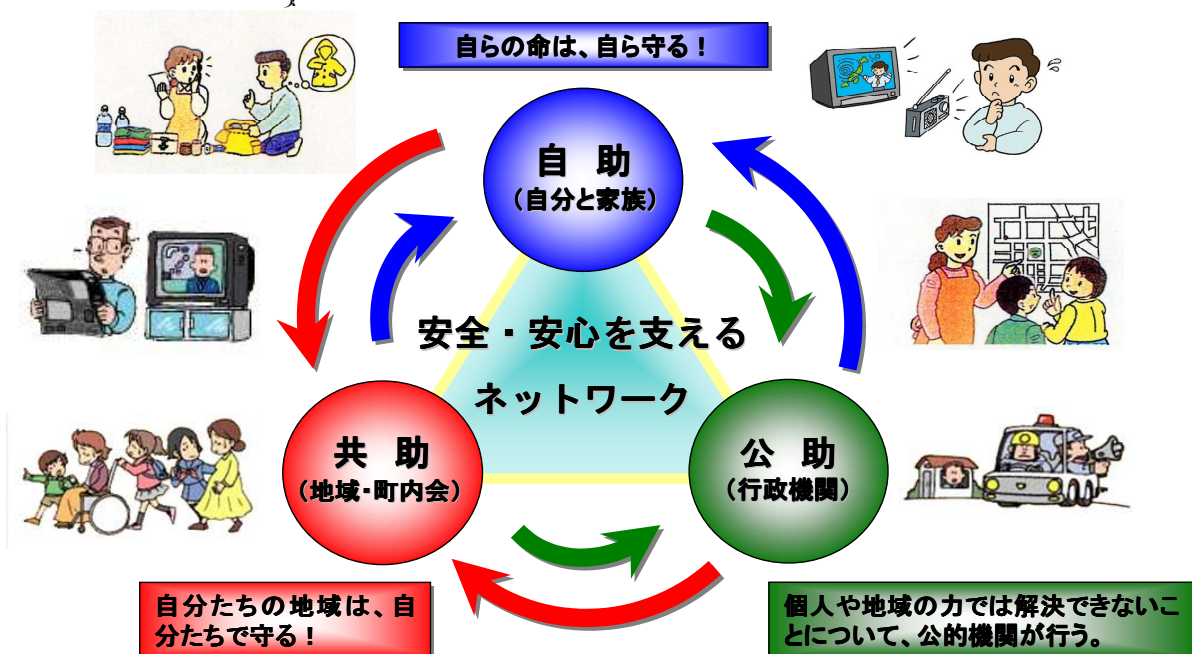 自らの命は、自ら守る!
自 助
(自分と家族)
安全・安心を支える
ネットワーク
共 助
(地域・町内会)
公 助
(行政機関)
自分たちの地域は、自
分たちで守る!
個人や地域の力では解決できないこ
とについて、公的機関が行う。